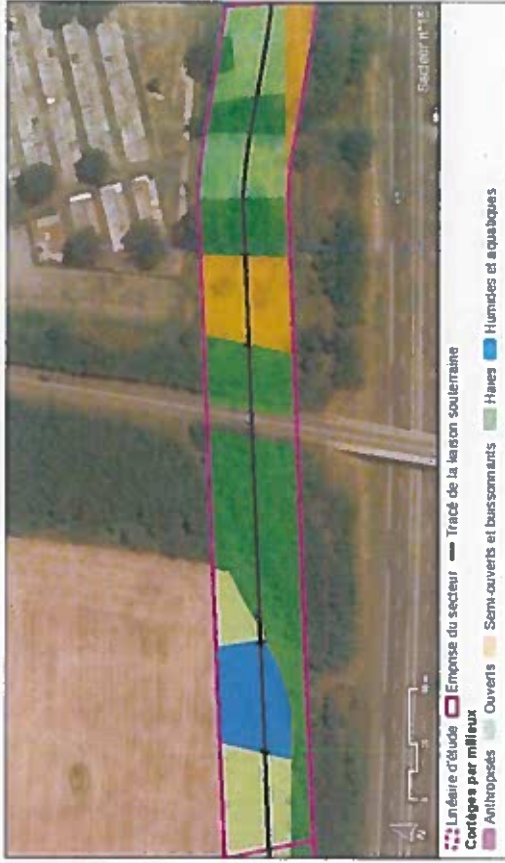 Secteur n°15
N
Linéaire d'étude Emprise du secteur Tracé de la liaison souterraine
Cortèges par milieux
Anthropisés Ouverts Semi-ouverts et buissonnants Haies Humides et aquatiques